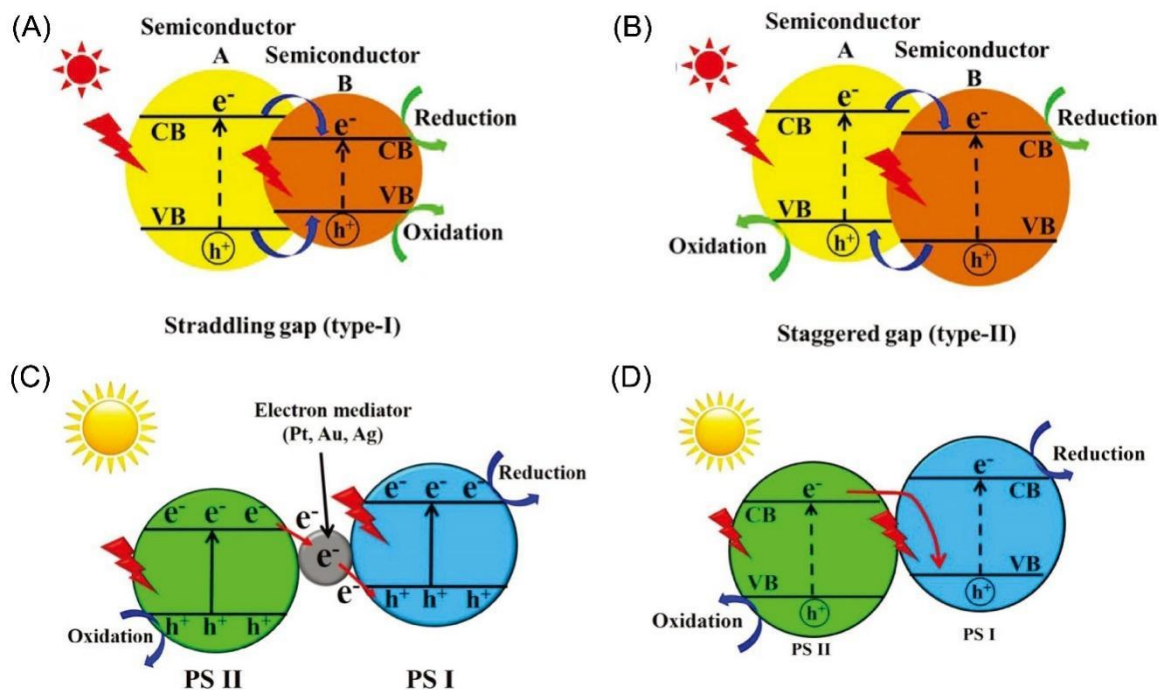 (A)
Semiconductor
A
Semiconductor
B
e-
e-
CB
CB
Reduction
VB
VB
h+
h+
Oxidation
Straddling gap (type-I)
(B)
Semiconductor
A
Semiconductor
B
e-
e-
CB
CB
Reduction
VB
VB
Oxidation
h+
h+
Staggered gap (type-II)
(C)
Electron mediator
(Pt, Au, Ag)
e- e- e-
Reduction
e- e- e-
e-
e-
e-
h+ h+ h+
h+ h+ h+
Oxidation
PS II
PS I
(D)
Reduction
e-
e-
CB
CB
VB
VB
h+
h+
Oxidation
PS II
PS I